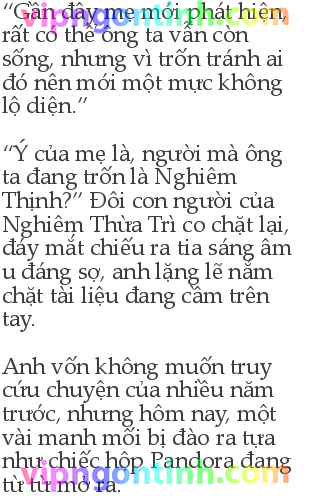 “Gần đây mẹ mới phát hiện,
rất có thể ông ta vẫn còn
sống, nhưng vì trốn tránh ai
đó nên mới một mực không
lộ diện.”
“Ý của mẹ là, người mà ông
ta đang trốn là Nghiêm
Thịnh?” Đôi con người của
Nghiêm Thừa Trì co chặt lại,
đáy mắt chiếu ra tia sáng âm
u đáng sợ, anh lặng lẽ nắm
chặt tài liệu đang cầm trên
tay.
Anh vốn không muốn truy
cứu chuyện của nhiều năm
trước, nhưng hôm nay, một
vài manh mối bị đào ra tựa
như chiếc hộp Pandora đang
từ từ mở ra.
vipngontinh.com
vipngontinh.com